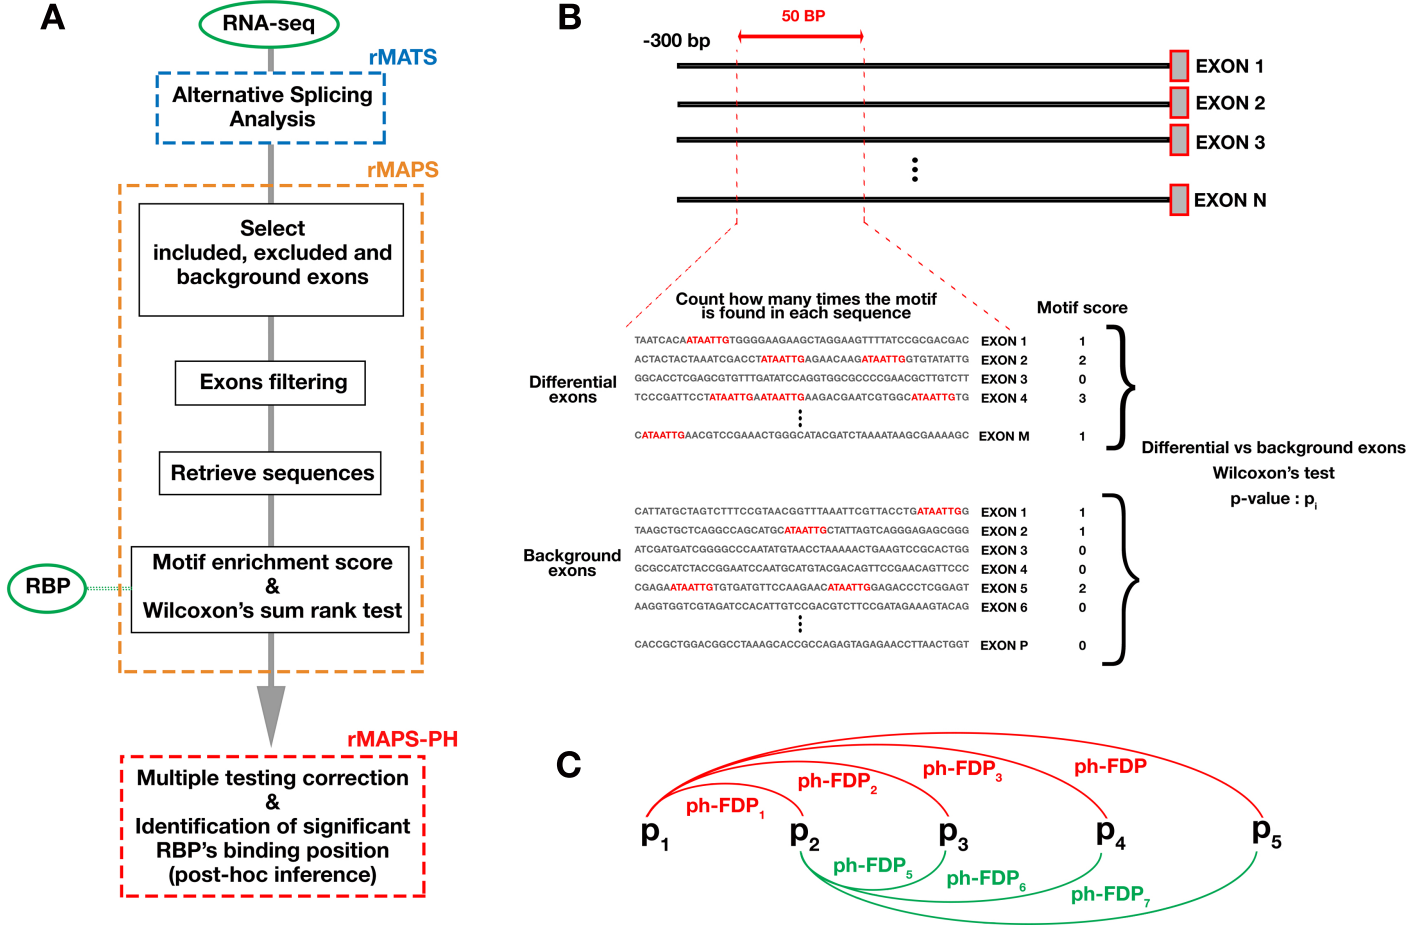 A
RNA-seq
rMATS
Alternative Splicing
Analysis
rMAPS
Select
included, excluded and
background exons
Exons filtering
Retrieve sequences
Motif enrichment score
&
Wilcoxon's sum rank test
RBP
rMAPS-PH
Multiple testing correction
&
Identification of significant
RBP's binding position
(post-hoc inference)
B
50 BP
-300 bp
EXON 1
EXON 2
EXON 3
EXON N
Count how many times the motif
is found in each sequence
Motif score
Differential
exons
TAATCACAATAATTGTGGGGAAGAAGCTAGGAAGTTTTATCCGCGACGAC EXON 1 1
ACTACTACTAAATCGACCTATAATTGAGAACAAGATAATTGGTGTATATTG EXON 2 2
GGCACCTCGAGCGTGTTTGATATCCAGGTGGCGCCCCGAACGCTTGTCTT EXON 3 0
TCCCGATTCCTATAATTGAATAATTGAAGACGAATCGTGGCATAATTGTG EXON 4 3
CATAATTGAACGTCCGAAACTGGGCATACGATCTAAAATAAGCGAAAAGC EXON M 1
Differential vs background exons
Wilcoxon's test
p-value : pi
Background
exons
CATTATGCTAGTCTTTCCGTAACGGTTTAAATTCGTTACCTGATAATTGG EXON 1 1
TAAGCTGCTCAGGCCAGCATGCATAATTGCTATTAGTCAGGGAGAGCGGG EXON 2 1
ATCGATGATCGGGGCCCAATATGTAACCTAAAAACTGAAGTCCGCACTGG EXON 3 0
GCGCCATCTACCGGAATCCAATGCATGTACGACAGTTCCGAACAGTTCCC EXON 4 0
CGAGAATAATTGTGTGATGTTCCAAGAACATAATTGGAGACCCTCGGAGT EXON 5 2
AAGGTGGTCGTAGATCCACATTGTCCGACGTCTTCCGATAGAAAGTACAG EXON 6 0
CACCGCTGGACGGCCTAAAGCACCGCCAGAGTAGAGAACCTTAACTGGT EXON P 0
C
ph-FDP1
ph-FDP2
ph-FDP3
ph-FDP
p1 p2 p3 p4 p5
ph-FDP5
ph-FDP6
ph-FDP7